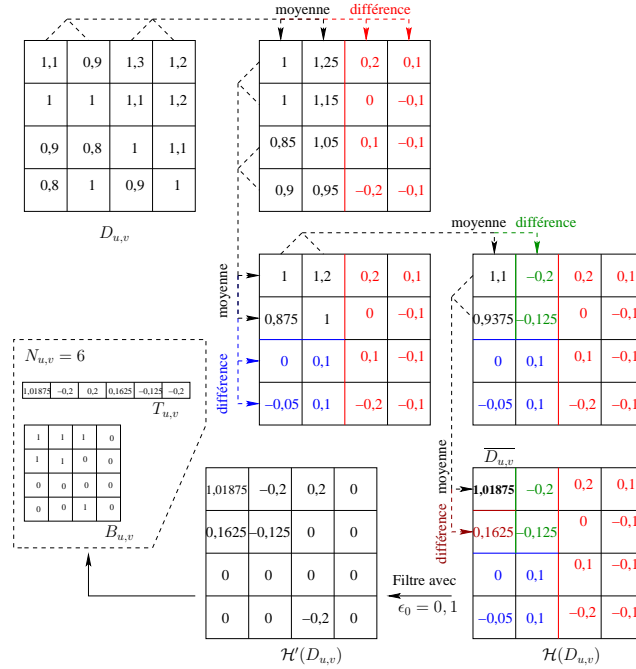 moyenne différence
1,1 0,9 1,3 1,2
1 1 1,1 1,2
0,9 0,8 1 1,1
0,8 1 0,9 1
D_{u,v}
1 1,25 0,2 0,1
1 1,15 0 −0,1
0,85 1,05 0,1 −0,1
0,9 0,95 −0,2 −0,1
moyenne différence
moyenne
différence
1 1,2 0,2 0,1
0,875 1 0 −0,1
0 0,1 0,1 −0,1
−0,05 0,1 −0,2 −0,1
1,1 −0,2 0,2 0,1
0,9375 −0,125 0 −0,1
0 0,1 0,1 −0,1
−0,05 0,1 −0,2 −0,1
N_{u,v} = 6
1,01875 −0,2 0,2 0,1625 −0,125 −0,2
T_{u,v}
1 1 1 0
1 1 0 0
0 0 0 0
0 0 1 0
B_{u,v}
1,01875 −0,2 0,2 0
0,1625 −0,125 0 0
0 0 0 0
0 0 −0,2 0
\mathcal{H}'(D_{u,v})
Filtre avec
\epsilon_0 = 0, 1
moyenne
différence
\overline{D_{u,v}}
1,01875 −0,2 0,2 0,1
0,1625 −0,125 0 −0,1
0 0,1 0,1 −0,1
−0,05 0,1 −0,2 −0,1
\mathcal{H}(D_{u,v})